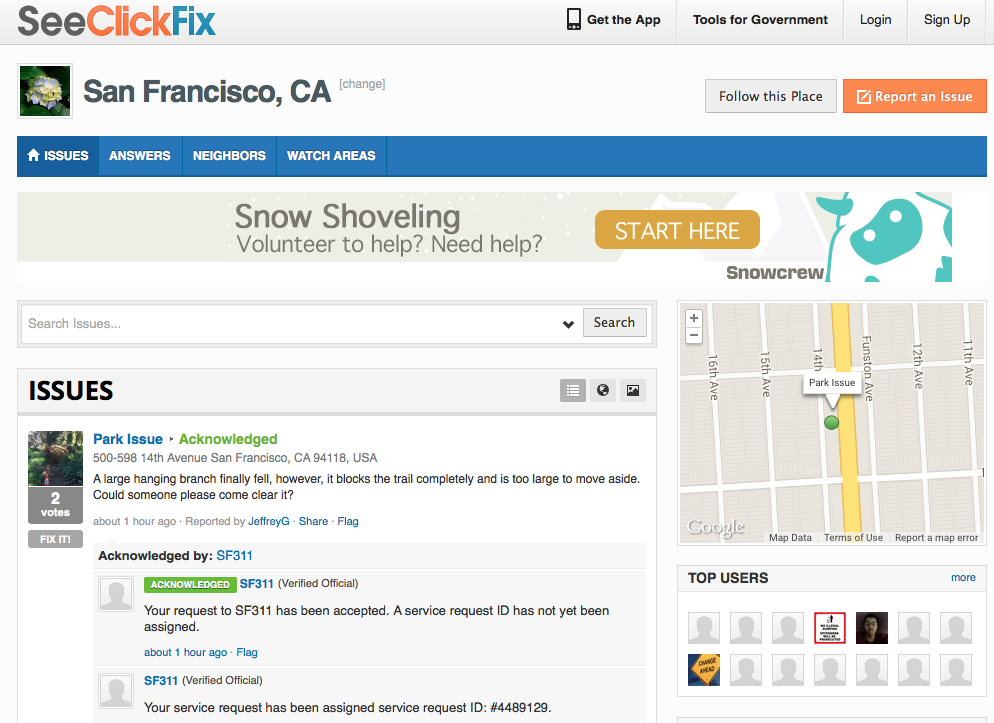 SeeClickFix
Get the App
Tools for Government
Login
Sign Up
San Francisco, CA [change]
Follow this Place
Report an Issue
ISSUES
ANSWERS
NEIGHBORS
WATCH AREAS
Snow Shoveling
Volunteer to help? Need help?
START HERE
Snowcrew
Search Issues...
Search
ISSUES
Park Issue ‣ Acknowledged
500-598 14th Avenue San Francisco, CA 94118, USA
A large hanging branch finally fell, however, it blocks the trail completely and is too large to move aside.
Could someone please come clear it?
2
votes
about 1 hour ago · Reported by JeffreyG · Share · Flag
FIX IT!
Acknowledged by: SF311
ACKNOWLEDGED SF311 (Verified Official)
Your request to SF311 has been accepted. A service request ID has not yet been
assigned.
about 1 hour ago · Flag
SF311 (Verified Official)
Your service request has been assigned service request ID: #4489129.
+
−
16th Ave
15th Ave
14th
Funston Ave
12th Ave
11th Ave
Park Issue
Google
Map Data
Terms of Use
Report a map error
TOP USERS
more
NO ILLEGAL
DUMPING
OFFENDERS
WILL BE
PROSECUTED
CHANGE
AHEAD